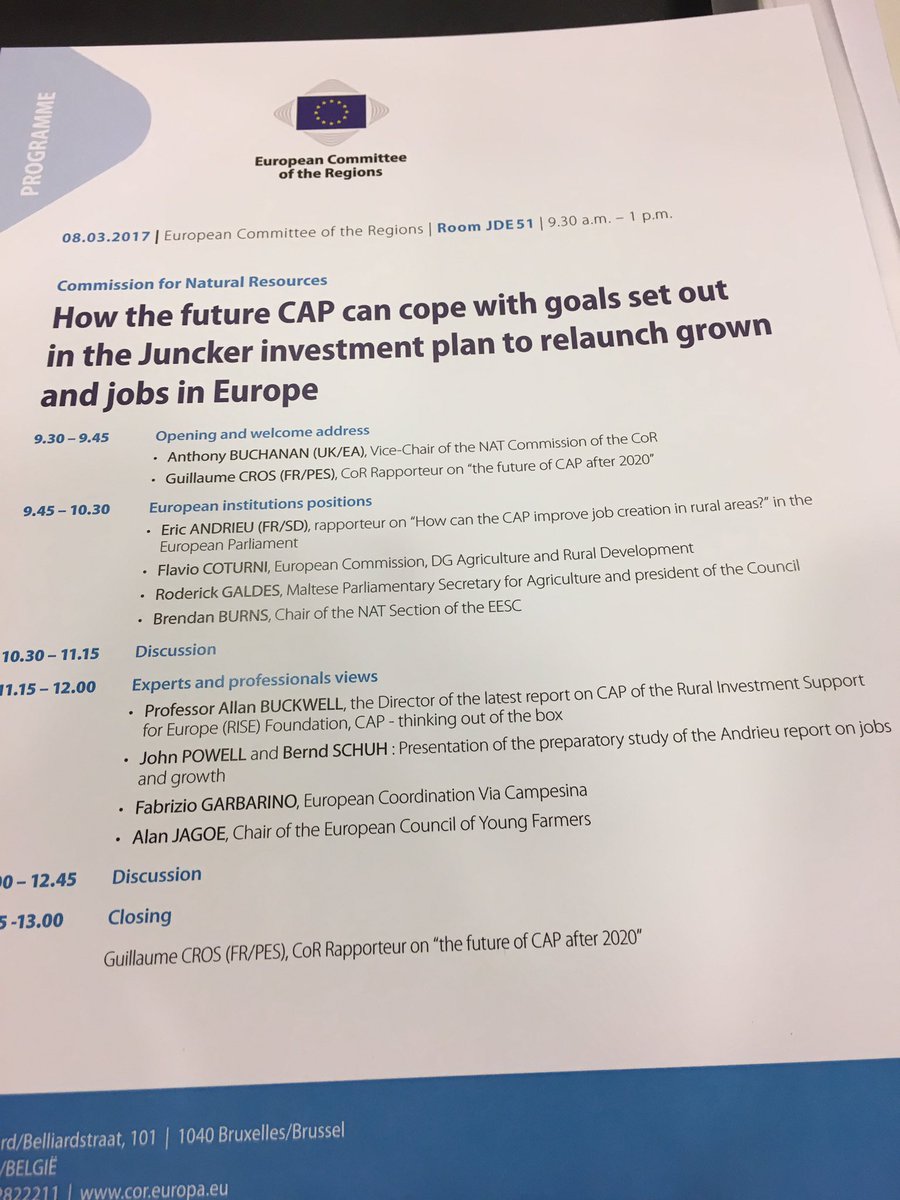 PROGRAMME
European Committee
of the Regions
08.03.2017 | European Committee of the Regions | Room JDE 51 | 9.30 a.m. – 1 p.m.
Commission for Natural Resources
How the future CAP can cope with goals set out
in the Juncker investment plan to relaunch grown
and jobs in Europe
9.30 – 9.45 Opening and welcome address
• Anthony BUCHANAN (UK/EA), Vice-Chair of the NAT Commission of the CoR
• Guillaume CROS (FR/PES), CoR Rapporteur on “the future of CAP after 2020”
9.45 – 10.30 European institutions positions
• Eric ANDRIEU (FR/SD), rapporteur on “How can the CAP improve job creation in rural areas?” in the
European Parliament
• Flavio COTURNI, European Commission, DG Agriculture and Rural Development
• Roderick GALDES, Maltese Parliamentary Secretary for Agriculture and president of the Council
• Brendan BURNS, Chair of the NAT Section of the EESC
10.30 – 11.15 Discussion
11.15 – 12.00 Experts and professionals views
• Professor Allan BUCKWELL, the Director of the latest report on CAP of the Rural Investment Support
for Europe (RISE) Foundation, CAP - thinking out of the box
• John POWELL and Bernd SCHUH : Presentation of the preparatory study of the Andrieu report on jobs
and growth
• Fabrizio GARBARINO, European Coordination Via Campesina
• Alan JAGOE, Chair of the European Council of Young Farmers
00 – 12.45 Discussion
5 -13.00 Closing
Guillaume CROS (FR/PES), CoR Rapporteur on “the future of CAP after 2020”
rd/Belliardstraat, 101 | 1040 Bruxelles/Brussel
/BELGIË
2822211 | www.cor.europa.eu